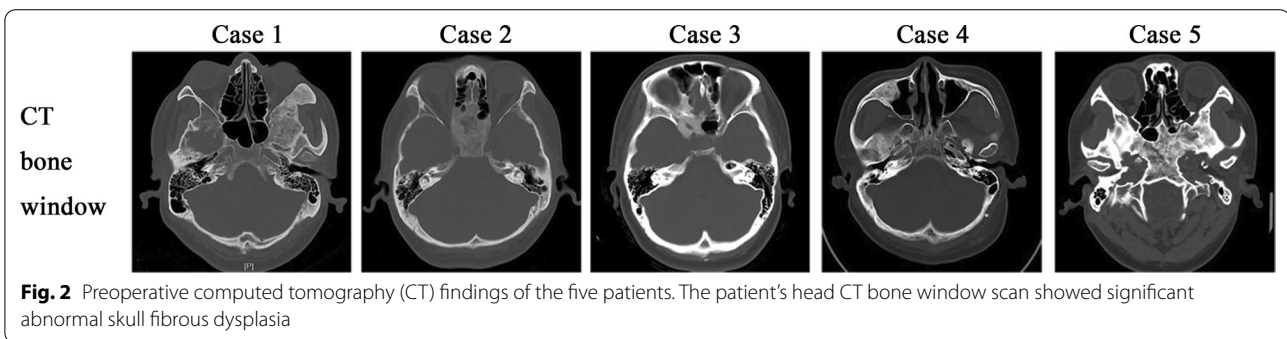 Case 1 Case 2 Case 3 Case 4 Case 5
CT
bone
window
Fig. 2 Preoperative computed tomography (CT) findings of the five patients. The patient's head CT bone window scan showed significant
abnormal skull fibrous dysplasia